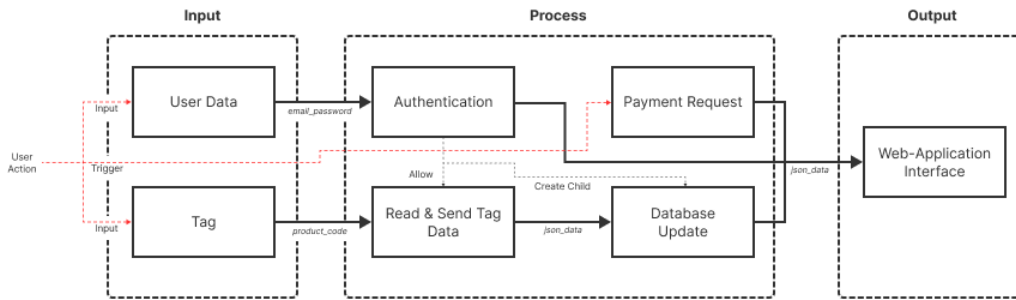 Input
Process
Output
User Data
Authentication
Payment Request
Input
email_password
User
Action
Trigger
Web-Application
Interface
json_data
Allow
Create Child
Tag
Read & Send Tag
Data
Database
Update
Input
product_code
json_data